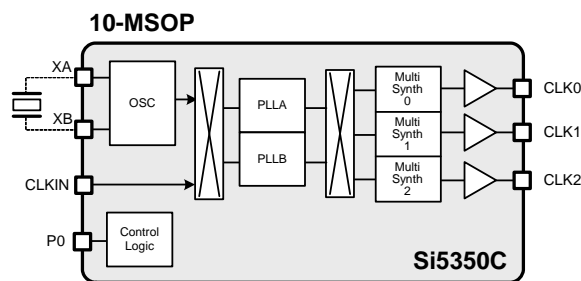 10-MSOP
XA
OSC
XB
CLKIN
P0
Control
Logic
PLLA
PLLB
Multi
Synth
0
Multi
Synth
1
Multi
Synth
2
CLK0
CLK1
CLK2
Si5350C